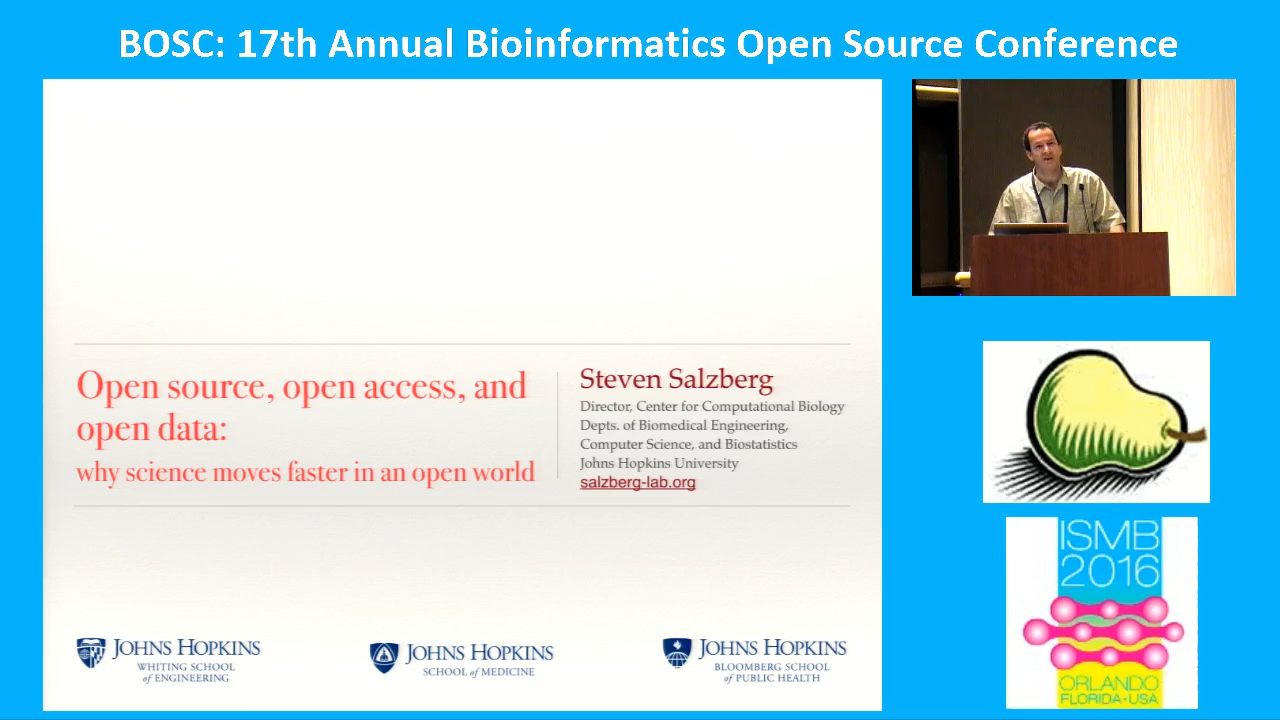 BOSC: 17th Annual Bioinformatics Open Source Conference
Open source, open access, and
open data:
why science moves faster in an open world
Steven Salzberg
Director, Center for Computational Biology
Depts. of Biomedical Engineering,
Computer Science, and Biostatistics
Johns Hopkins University
salzberg-lab.org
JOHNS HOPKINS
WHITING SCHOOL
of ENGINEERING
JOHNS HOPKINS
SCHOOL of MEDICINE
JOHNS HOPKINS
BLOOMBERG SCHOOL
of PUBLIC HEALTH
ISMB
2016
ORLANDO
FLORIDA•USA